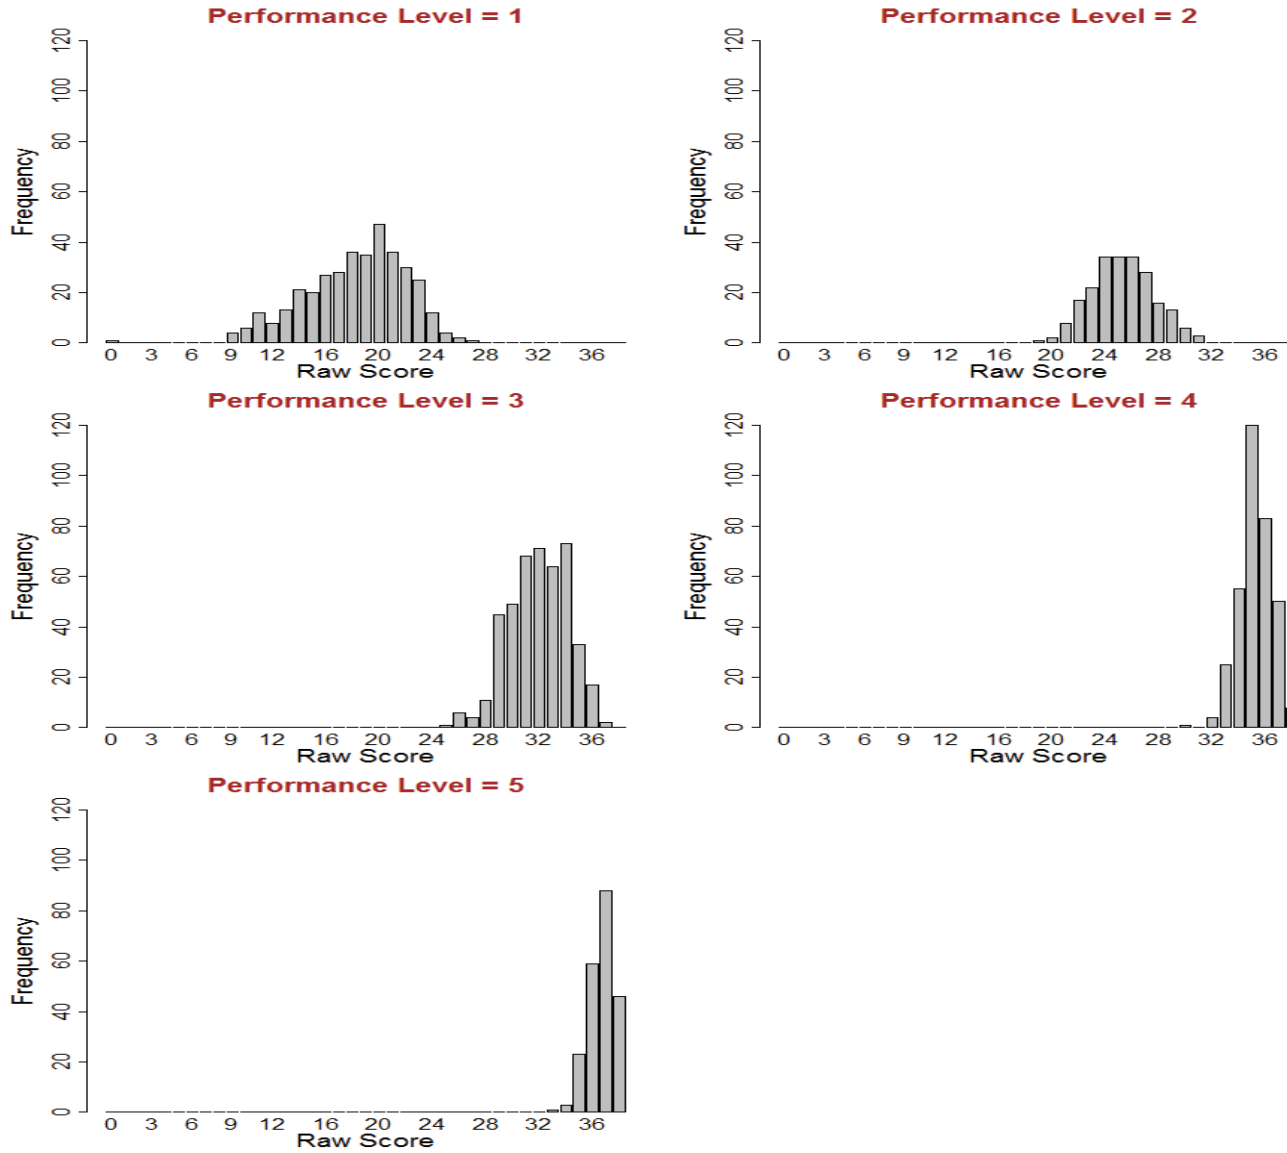 Performance Level = 1
120
100
80
60
40
20
0
Frequency
0 3 6 9 12 16 20 24 28 32 36
Raw Score
Performance Level = 2
120
100
80
60
40
20
0
Frequency
0 3 6 9 12 16 20 24 28 32 36
Raw Score
Performance Level = 3
120
100
80
60
40
20
0
Frequency
0 3 6 9 12 16 20 24 28 32 36
Raw Score
Performance Level = 4
120
100
80
60
40
20
0
Frequency
0 3 6 9 12 16 20 24 28 32 36
Raw Score
Performance Level = 5
120
100
80
60
40
20
0
Frequency
0 3 6 9 12 16 20 24 28 32 36
Raw Score